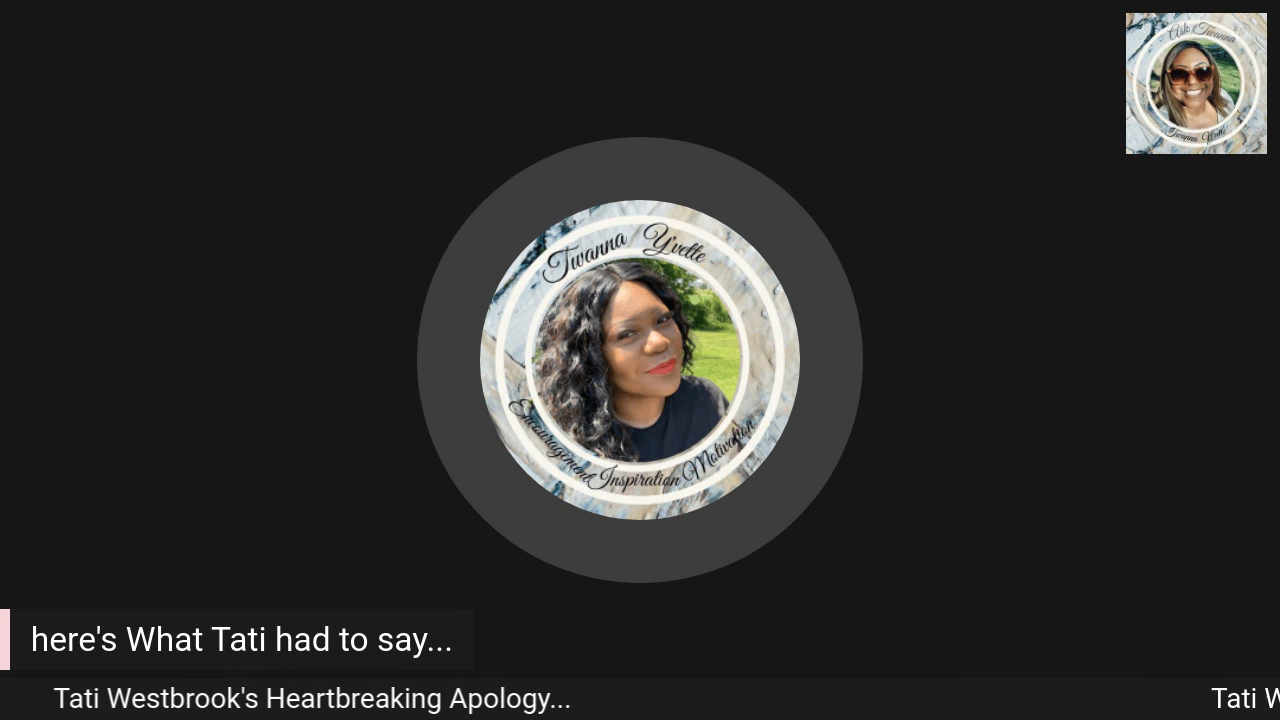 Ask Twanna
Twanna Yvette
Twanna Yvette
Encouragement Inspiration Motivation
here's What Tati had to say...
Tati Westbrook's Heartbreaking Apology...
Tati W